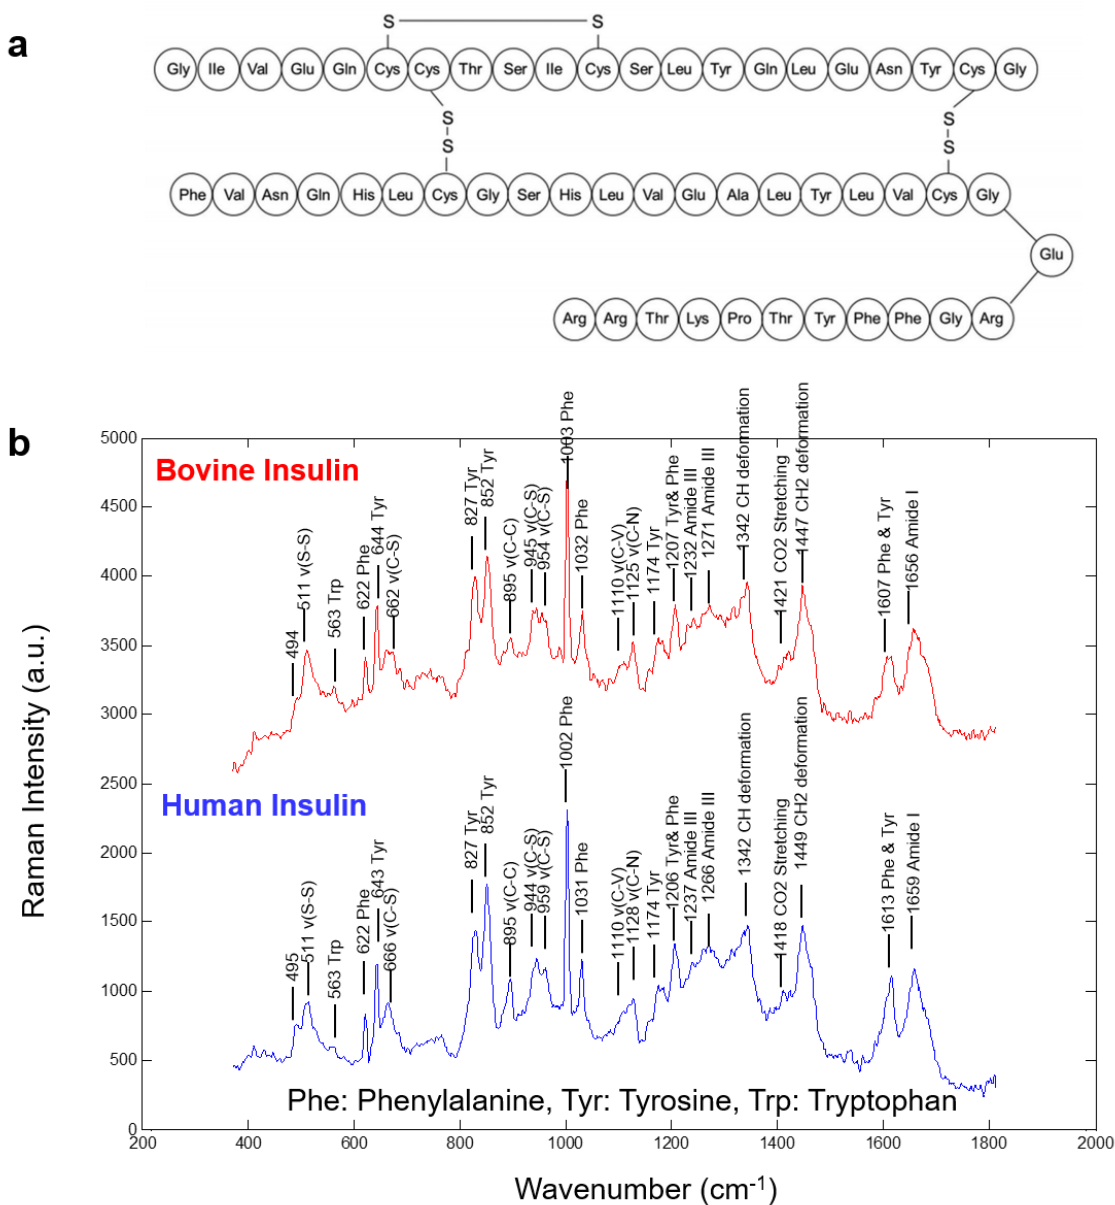 a
S S
Gly Ile Val Glu Gln Cys Cys Thr Ser Ile Cys Ser Leu Tyr Gln Leu Glu Asn Tyr Cys Gly
S S
S S
Phe Val Asn Gln His Leu Cys Gly Ser His Leu Val Glu Ala Leu Tyr Leu Val Cys Gly
Glu
Arg Arg Thr Lys Pro Thr Tyr Phe Phe Gly Arg
b
Bovine Insulin
494
511 v(S-S)
563 Trp
622 Phe
644 Tyr
662 v(C-S)
827 Tyr
852 Tyr
895 v(C-C)
945 v(C-S)
954 v(C-S)
1003 Phe
1032 Phe
1110 v(C-V)
1125 v(C-N)
1174 Tyr
1207 Tyr& Phe
1232 Amide III
1271 Amide III
1342 CH deformation
1421 CO2 Stretching
1447 CH2 deformation
1607 Phe & Tyr
1656 Amide I
Human Insulin
495
511 v(S-S)
563 Trp
622 Phe
643 Tyr
666 v(C-S)
827 Tyr
852 Tyr
895 v(C-C)
944 v(C-S)
959 v(C-S)
1002 Phe
1031 Phe
1110 v(C-V)
1128 v(C-N)
1174 Tyr
1206 Tyr& Phe
1237 Amide III
1266 Amide III
1342 CH deformation
1418 CO2 Stretching
1449 CH2 deformation
1613 Phe & Tyr
1659 Amide I
Phe: Phenylalanine, Tyr: Tyrosine, Trp: Tryptophan
Raman Intensity (a.u.)
5000
4500
4000
3500
3000
2500
2000
1500
1000
500
0
200 400 600 800 1000 1200 1400 1600 1800 2000
Wavenumber (cm-1)